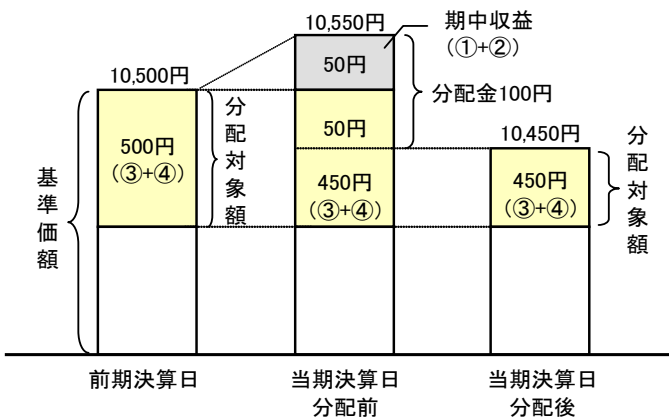 10,550円
期中収益
(①+②)
10,500円
50円
分配金100円
500円
(③+④)
分配対象額
50円
10,450円
450円
(③+④)
450円
(③+④)
分配対象額
基準価額
前期決算日
当期決算日
分配前
当期決算日
分配後